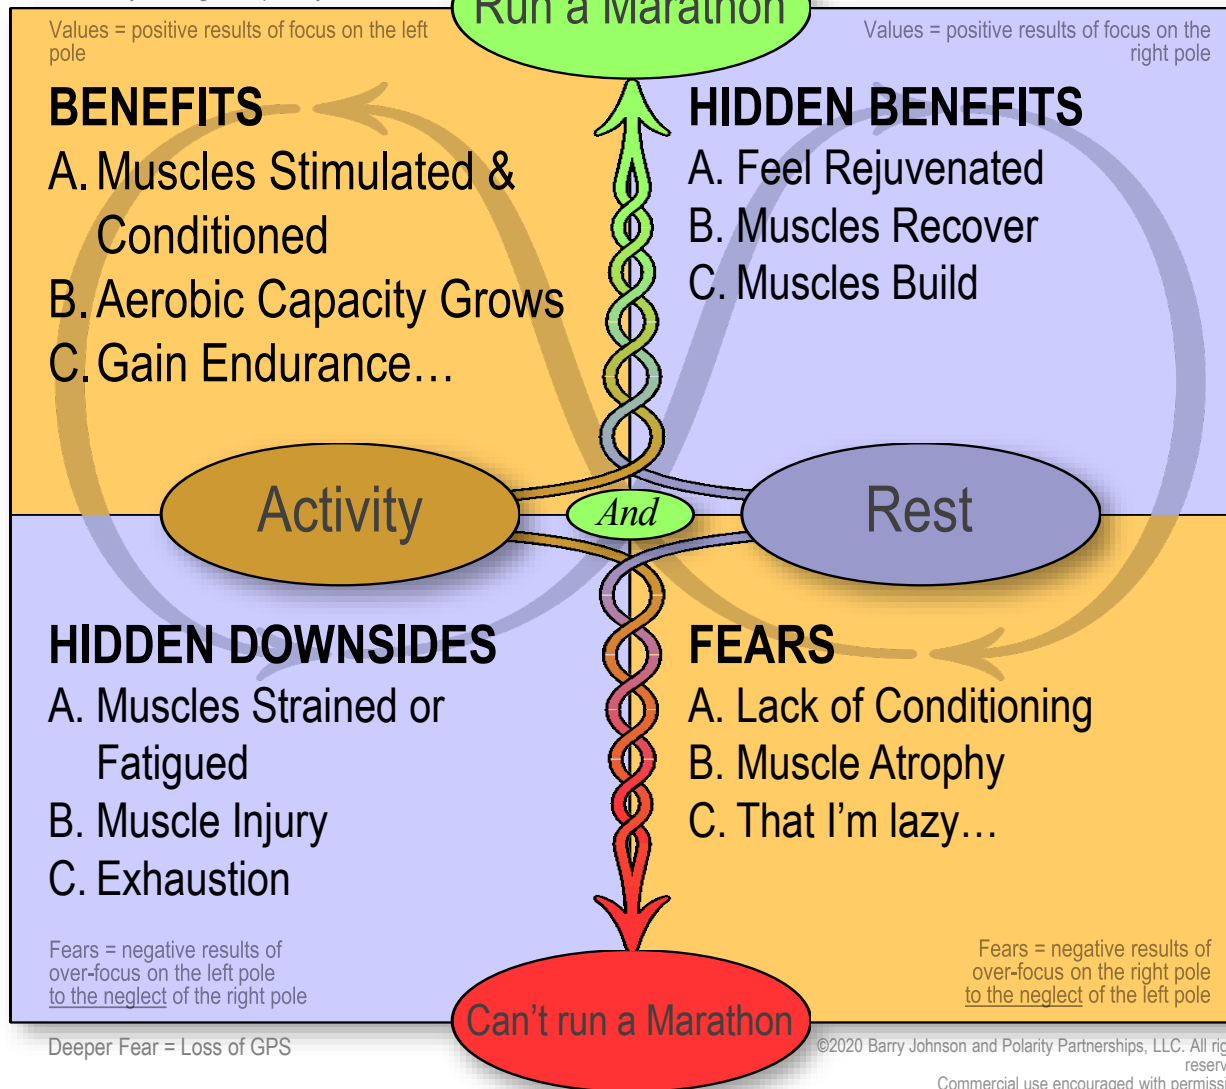 Run a Marathon
Values = positive results of focus on the left
pole
Values = positive results of focus on the
right pole
BENEFITS
A. Muscles Stimulated &
Conditioned
B. Aerobic Capacity Grows
C. Gain Endurance…
HIDDEN BENEFITS
A. Feel Rejuvenated
B. Muscles Recover
C. Muscles Build
Activity
And
Rest
HIDDEN DOWNSIDES
A. Muscles Strained or
Fatigued
B. Muscle Injury
C. Exhaustion
FEARS
A. Lack of Conditioning
B. Muscle Atrophy
C. That I'm lazy…
Fears = negative results of
over-focus on the left pole
to the neglect of the right pole
Fears = negative results of
over-focus on the right pole
to the neglect of the left pole
Can't run a Marathon
Deeper Fear = Loss of GPS
©2020 Barry Johnson and Polarity Partnerships, LLC. All
Commercial use encouraged with